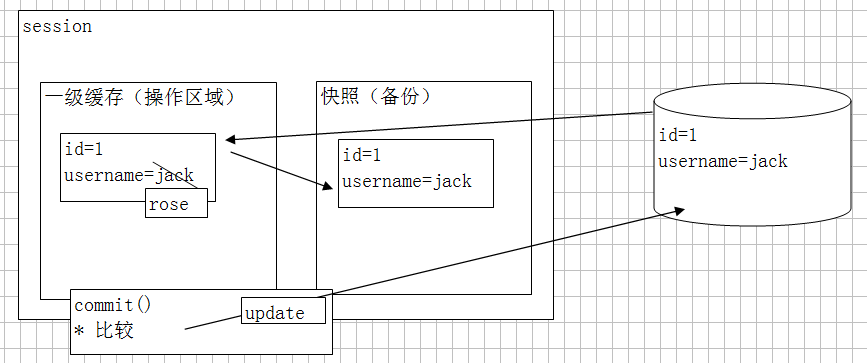 session
一级缓存（操作区域）
id=1
username=jack
rose
快照（备份）
id=1
username=jack
id=1
username=jack
commit()
* 比较
update